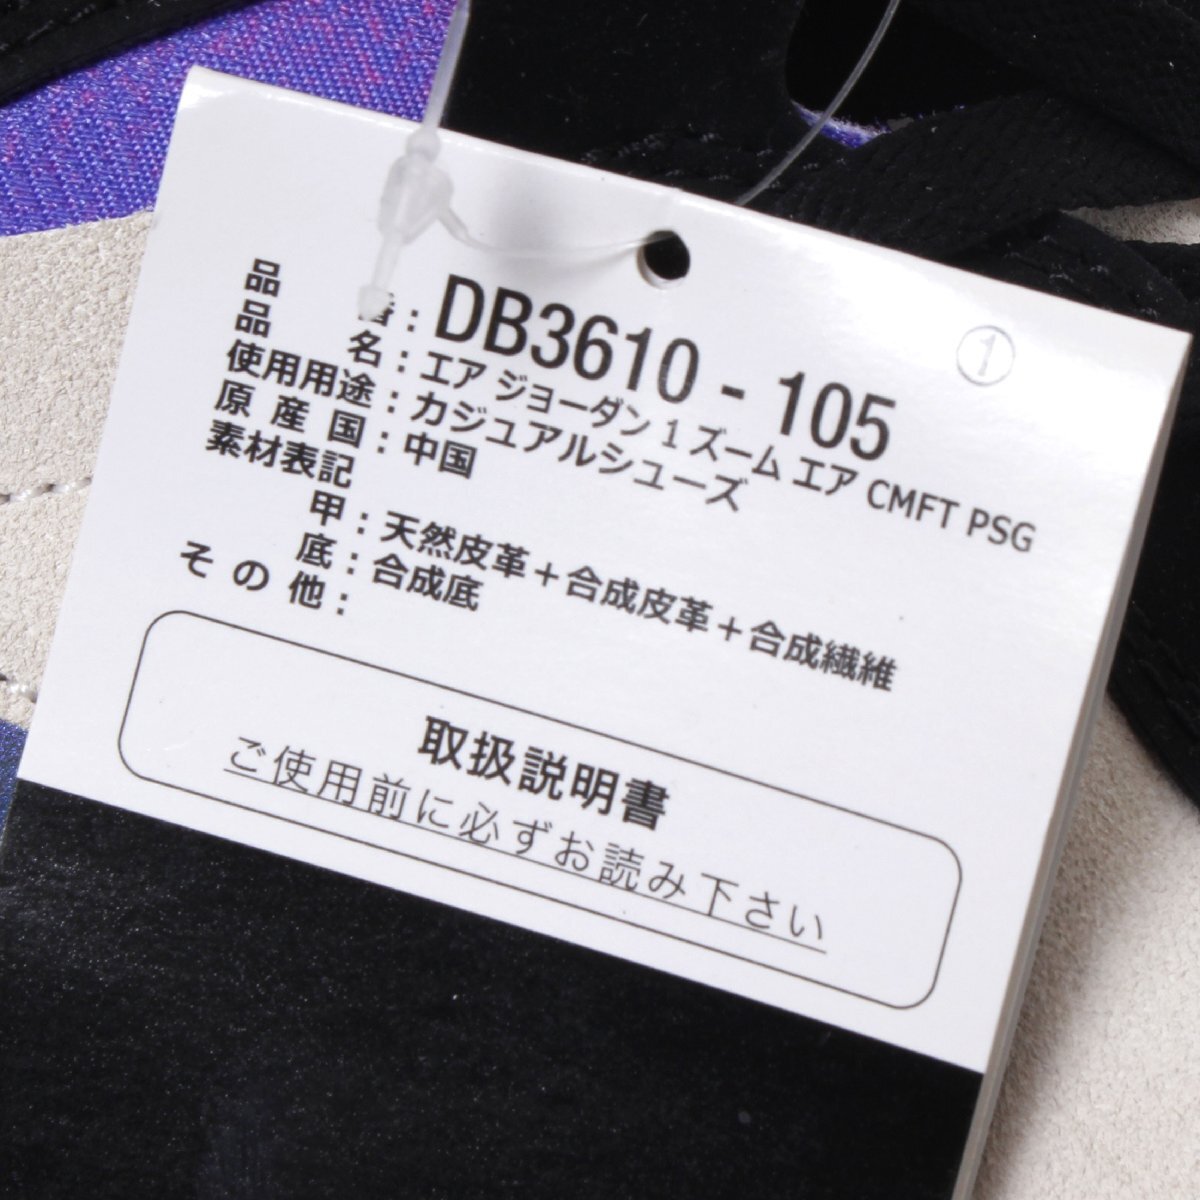 ①
品番：DB3610 - 105
品名：エア ジョーダン 1 ズーム エア CMFT PSG
使用用途：カジュアルシューズ
原産国：中国
素材表記
甲：天然皮革＋合成皮革＋合成繊維
底：合成底
その他：
取扱説明書
ご使用前に必ずお読み下さい